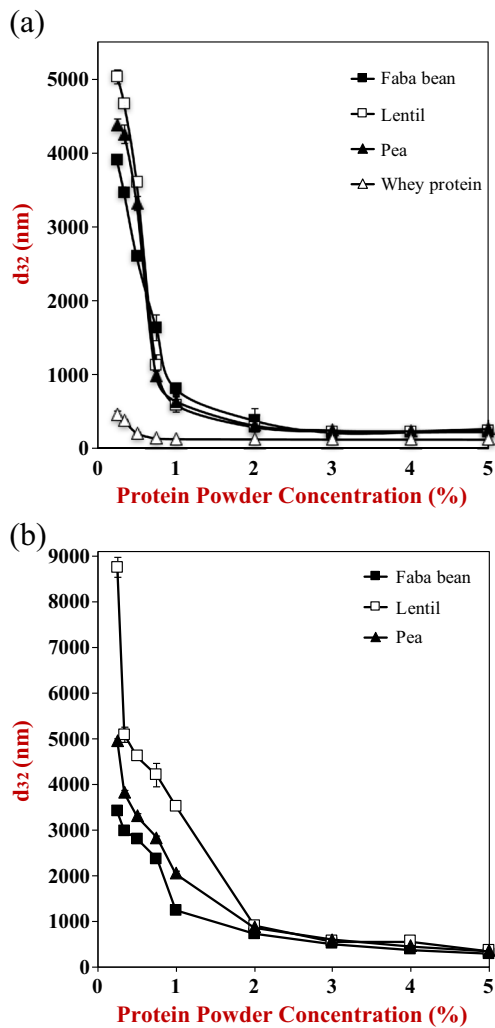 (a)
5000
4000
3000
2000
1000
0
d₃₂ (nm)
Faba bean
Lentil
Pea
Whey protein
0 1 2 3 4 5
Protein Powder Concentration (%)
(b)
9000
8000
7000
6000
5000
4000
3000
2000
1000
0
d₃₂ (nm)
Faba bean
Lentil
Pea
0 1 2 3 4 5
Protein Powder Concentration (%)